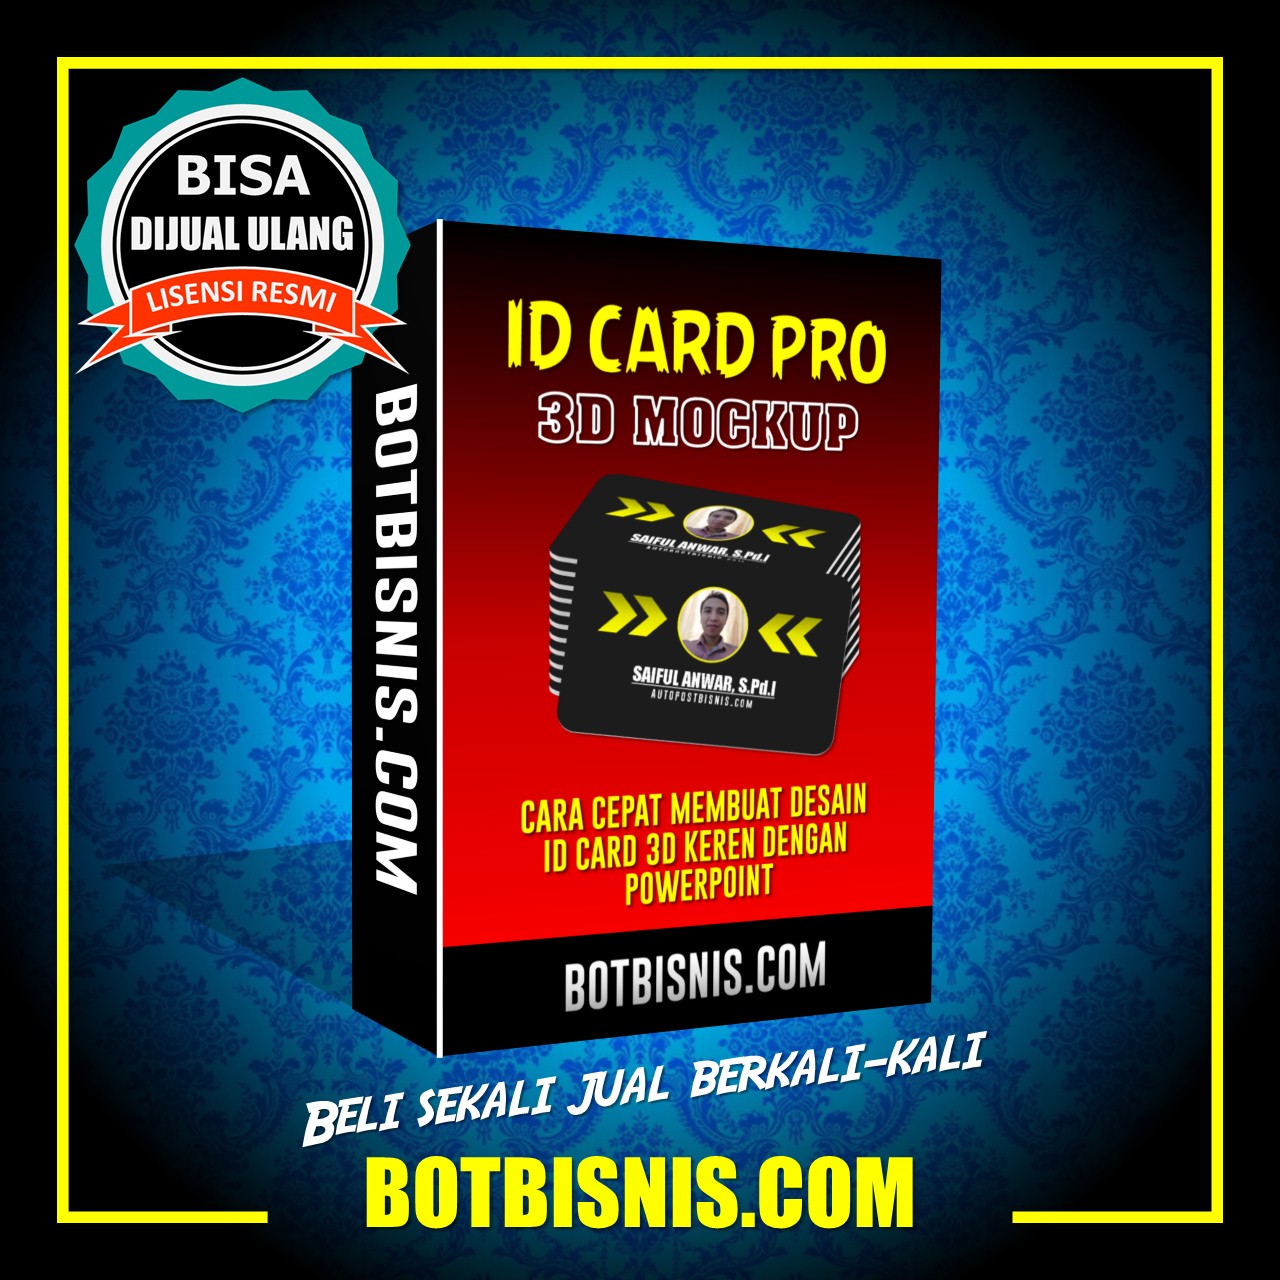 BISA
DIJUAL ULANG
LISENSI RESMI
BOTBISNIS.COM
ID CARD PRO
3D MOCKUP
SAIFUL ANWAR, S.Pd.I
SAIFUL ANWAR, S.Pd.I
AUTOPOSTBISNIS.COM
CARA CEPAT MEMBUAT DESAIN
ID CARD 3D KEREN DENGAN
POWERPOINT
BOTBISNIS.COM
BELI SEKALI JUAL BERKALI-KALI
BOTBISNIS.COM